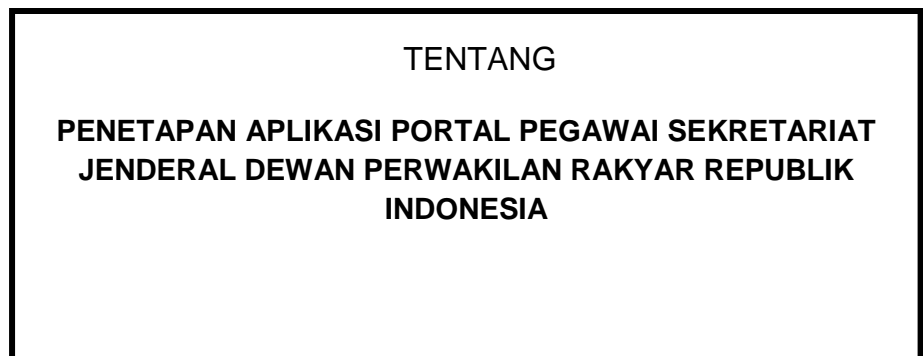 TENTANG
PENETAPAN APLIKASI PORTAL PEGAWAI SEKRETARIAT
JENDERAL DEWAN PERWAKILAN RAKYAR REPUBLIK
INDONESIA